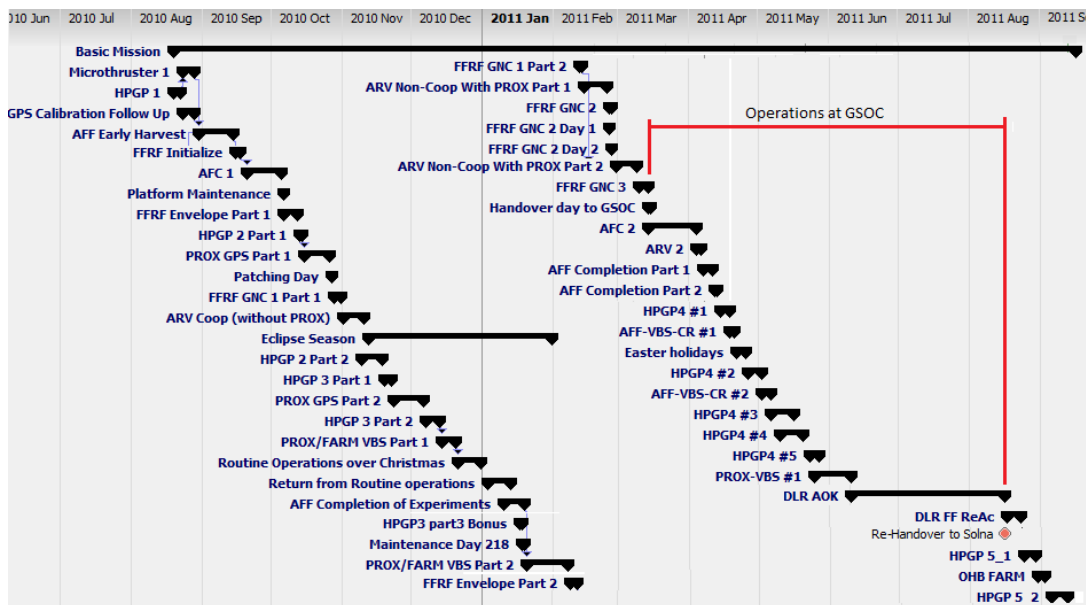 010 Jun 2010 Jul 2010 Aug 2010 Sep 2010 Oct 2010 Nov 2010 Dec 2011 Jan 2011 Feb 2011 Mar 2011 Apr 2011 May 2011 Jun 2011 Jul 2011 Aug 2011 S
Basic Mission
Microthruster 1
HPGP 1
GPS Calibration Follow Up
AFF Early Harvest
FFRF Initialize
AFC 1
Platform Maintenance
FFRF Envelope Part 1
HPGP 2 Part 1
PROX GPS Part 1
Patching Day
FFRF GNC 1 Part 1
ARV Coop (without PROX)
Eclipse Season
HPGP 2 Part 2
HPGP 3 Part 1
PROX GPS Part 2
HPGP 3 Part 2
PROX/FARM VBS Part 1
Routine Operations over Christmas
Return from Routine operations
AFF Completion of Experiments
HPGP3 part3 Bonus
Maintenance Day 218
PROX/FARM VBS Part 2
FFRF Envelope Part 2
FFRF GNC 1 Part 2
ARV Non-Coop With PROX Part 1
FFRF GNC 2
FFRF GNC 2 Day 1
FFRF GNC 2 Day 2
ARV Non-Coop With PROX Part 2
FFRF GNC 3
Handover day to GSOC
AFC 2
ARV 2
AFF Completion Part 1
AFF Completion Part 2
HPGP4 #1
AFF-VBS-CR #1
Easter holidays
HPGP4 #2
AFF-VBS-CR #2
HPGP4 #3
HPGP4 #4
HPGP4 #5
PROX-VBS #1
DLR AOK
Operations at GSOC
DLR FF ReAc
Re-Handover to Solna
HPGP 5_1
OHB FARM
HPGP 5_2